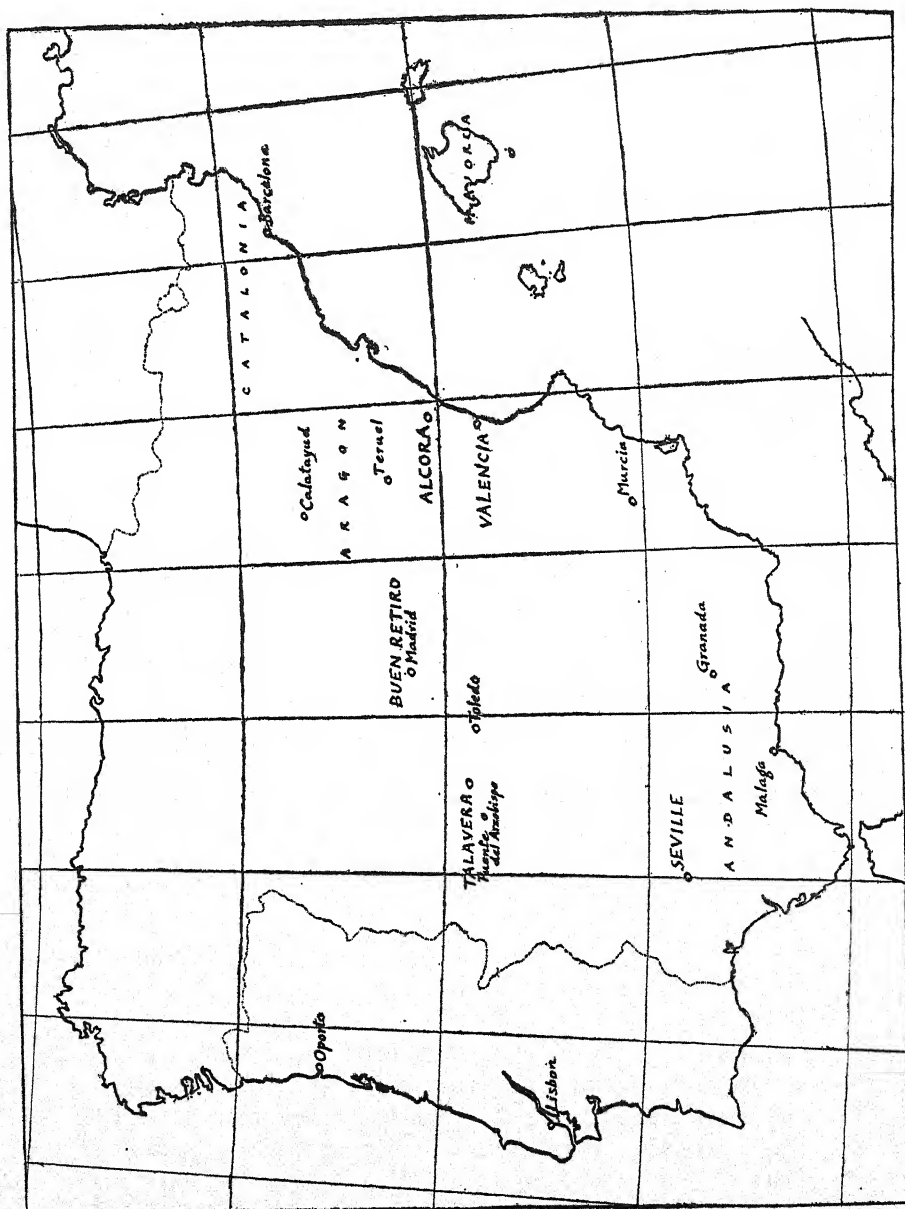 CATALONIA
Barcelona
MAYORCA
Calatayud
ARAGON
Teruel
ALCORA
VALENCIA
BUEN RETIRO
Madrid
Toledo
TALAVERA
Puente
del Arzobispo
Murcia
Granada
SEVILLE
ANDALUSIA
Malaga
Oporto
Lisbon